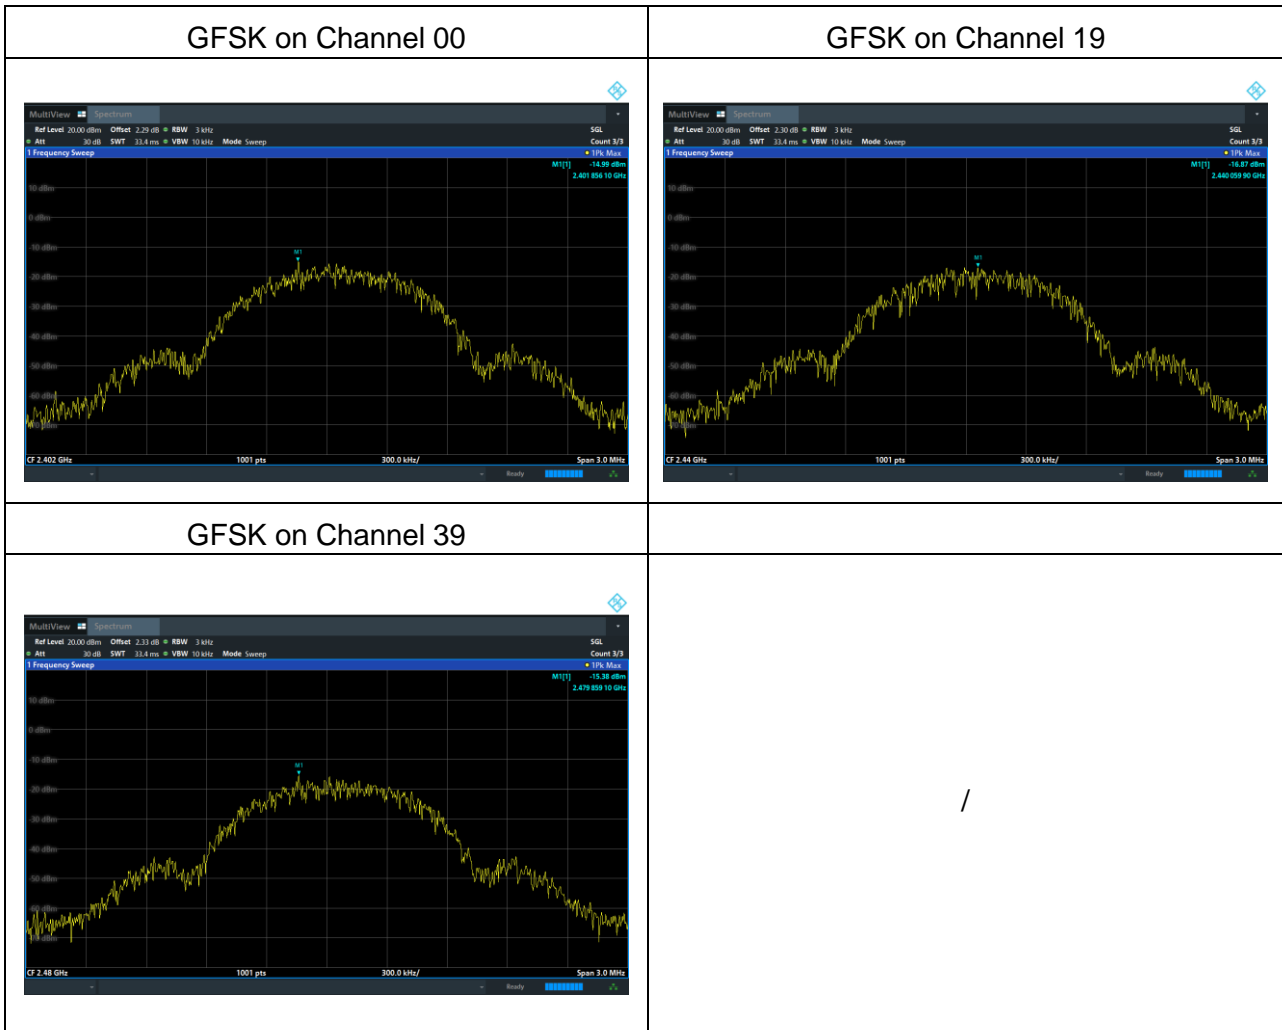 GFSK on Channel 00
GFSK on Channel 19
MultiView Spectrum
Ref Level 20.00 dBm Offset 2.29 dB RBW 3 kHz SGL
Att 30 dB SWT 33.4 ms VBW 10 kHz Mode Sweep Count 3/3
1 Frequency Sweep 1Pk Max
M1[1] -14.99 dBm
2.401 856 10 GHz
10 dBm
0 dBm
-10 dBm
M1
-20 dBm
-30 dBm
-40 dBm
-50 dBm
-60 dBm
CF 2.402 GHz 1001 pts 300.0 kHz/ Span 3.0 MHz
Ready
MultiView Spectrum
Ref Level 20.00 dBm Offset 2.30 dB RBW 3 kHz SGL
Att 30 dB SWT 33.4 ms VBW 10 kHz Mode Sweep Count 3/3
1 Frequency Sweep 1Pk Max
M1[1] -16.87 dBm
2.440 059 90 GHz
10 dBm
0 dBm
-10 dBm
M1
-20 dBm
-30 dBm
-40 dBm
-50 dBm
-60 dBm
CF 2.44 GHz 1001 pts 300.0 kHz/ Span 3.0 MHz
Ready
GFSK on Channel 39
MultiView Spectrum
Ref Level 20.00 dBm Offset 2.33 dB RBW 3 kHz SGL
Att 30 dB SWT 33.4 ms VBW 10 kHz Mode Sweep Count 3/3
1 Frequency Sweep 1Pk Max
M1[1] -15.38 dBm
2.479 859 10 GHz
10 dBm
0 dBm
-10 dBm
M1
-20 dBm
-30 dBm
-40 dBm
-50 dBm
-60 dBm
CF 2.48 GHz 1001 pts 300.0 kHz/ Span 3.0 MHz
Ready
/